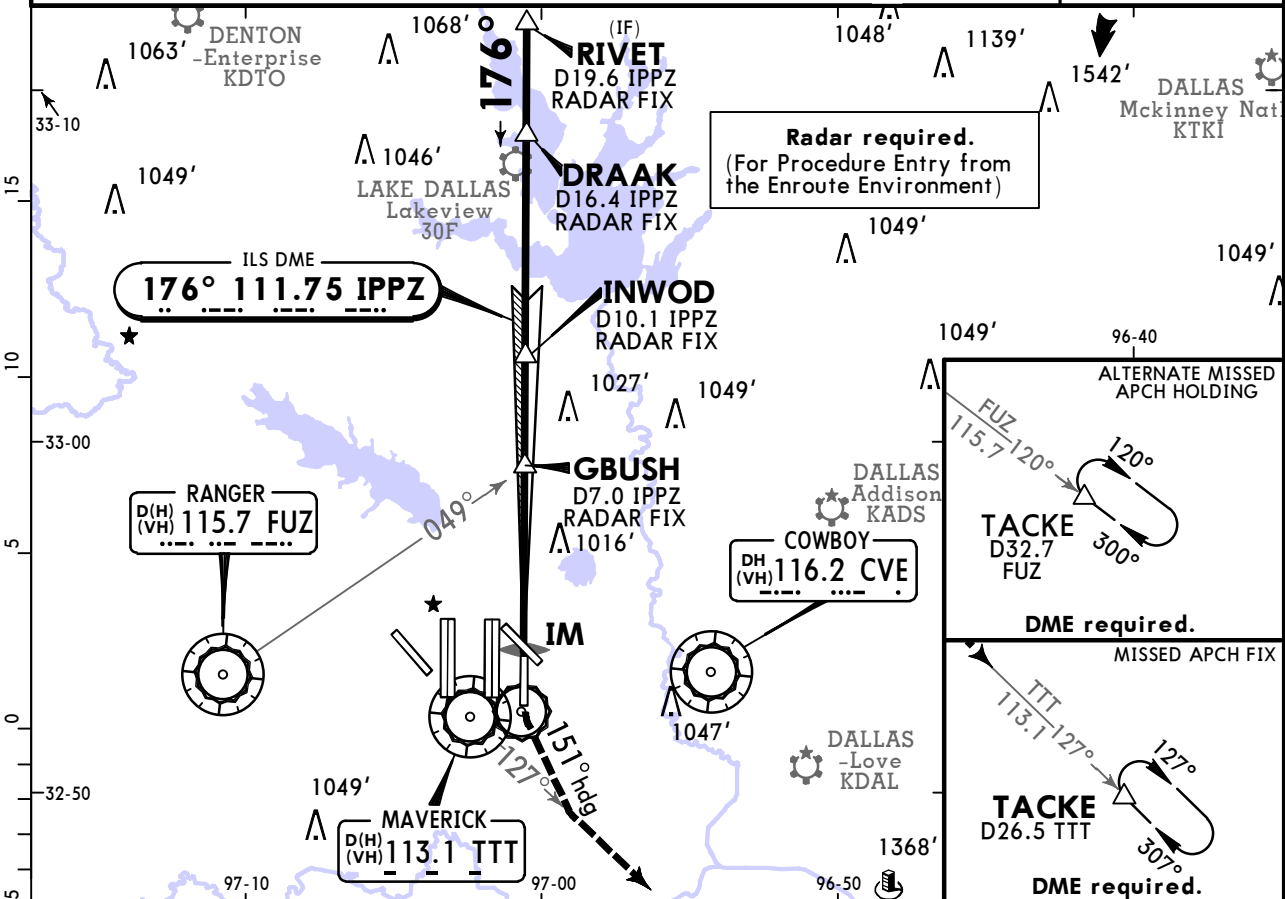 DENTON
-Enterprise
KDTO
1063′
1068′
176°
(IF)
RIVET
D19.6 IPPZ
RADAR FIX
1048′
1139′
1542′
DALLAS
Mckinney Nat
KTKI
33-10
1046′
1049′
LAKE DALLAS
Lakeview
30F
DRAAK
D16.4 IPPZ
RADAR FIX
Radar required.
(For Procedure Entry from
the Enroute Environment)
15
1049′
1049′
ILS DME
176° 111.75 IPPZ
INWOD
D10.1 IPPZ
RADAR FIX
1049′
96-40
10
1027′
1049′
33-00
GBUSH
D7.0 IPPZ
RADAR FIX
1016′
DALLAS
Addison
KADS
RANGER
D(H)
(VH) 115.7 FUZ
049°
5
COWBOY
DH
(VH) 116.2 CVE
IM
0
1047′
DALLAS
-Love
KDAL
151° hdg
127°
32-50
1049′
MAVERICK
D(H)
(VH) 113.1 TTT
1368′
97-10
97-00
96-50
5
ALTERNATE MISSED
APCH HOLDING
FUZ
115.7
120°
120°
300°
TACKE
D32.7
FUZ
DME required.
MISSED APCH FIX
TTT
113.1
127°
127°
307°
TACKE
D26.5 TTT
DME required.